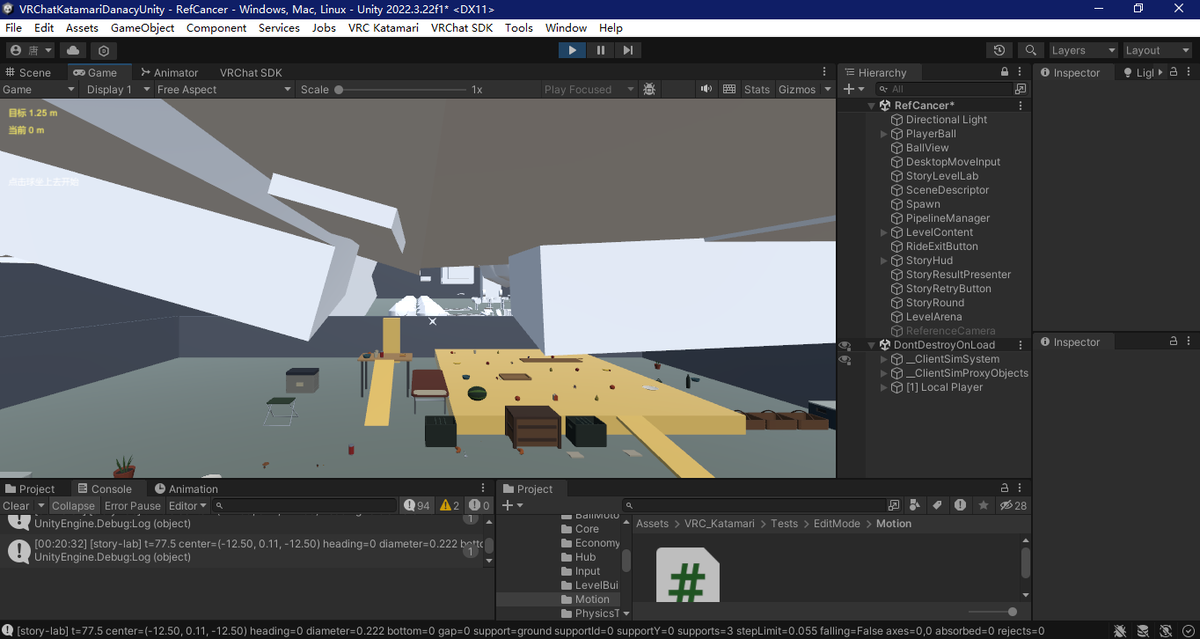 VRChatKatamariDanacyUnity - RefCancer - Windows, Mac, Linux - Unity 2022.3.22f1* <DX11>
File Edit Assets GameObject Component Services Jobs VRC Katamari VRChat SDK Tools Window Help
Layers Layout
Scene Game Animator VRChat SDK
Game Display 1 Free Aspect Scale 1x Play Focused Stats Gizmos
目标 1.25 m
当前 0 m
Hierarchy
All
RefCancer*
Directional Light
PlayerBall
BallView
DesktopMoveInput
StoryLevelLab
SceneDescriptor
Spawn
PipelineManager
LevelContent
RideExitButton
StoryHud
StoryResultPresenter
StoryRetryButton
StoryRound
LevelArena
ReferenceCamera
DontDestroyOnLoad
__ClientSimSystem
__ClientSimProxyObjects
[1] Local Player
Inspector Ligl
Inspector
Project Console Animation
Clear Collapse Error Pause Editor 94 2 0
UnityEngine.Debug:Log (object)
1
[00:20:32] [story-lab] t=77.5 center=(-12.50, 0.11, -12.50) heading=0 diameter=0.222
UnityEngine.Debug:Log (object)
1
Project
28
Core
Economy
Hub
Input
LevelBui
Motion
PhysicsT
Assets > VRC_Katamari > Tests > EditMode > Motion
#
[story-lab] t=77.5 center=(-12.50, 0.11, -12.50) heading=0 diameter=0.222 bottom=0 gap=0 support=ground supportId=0 supportY=0 supports=3 stepLimit=0.055 falling=False axes=0,0 absorbed=0 rejects=0